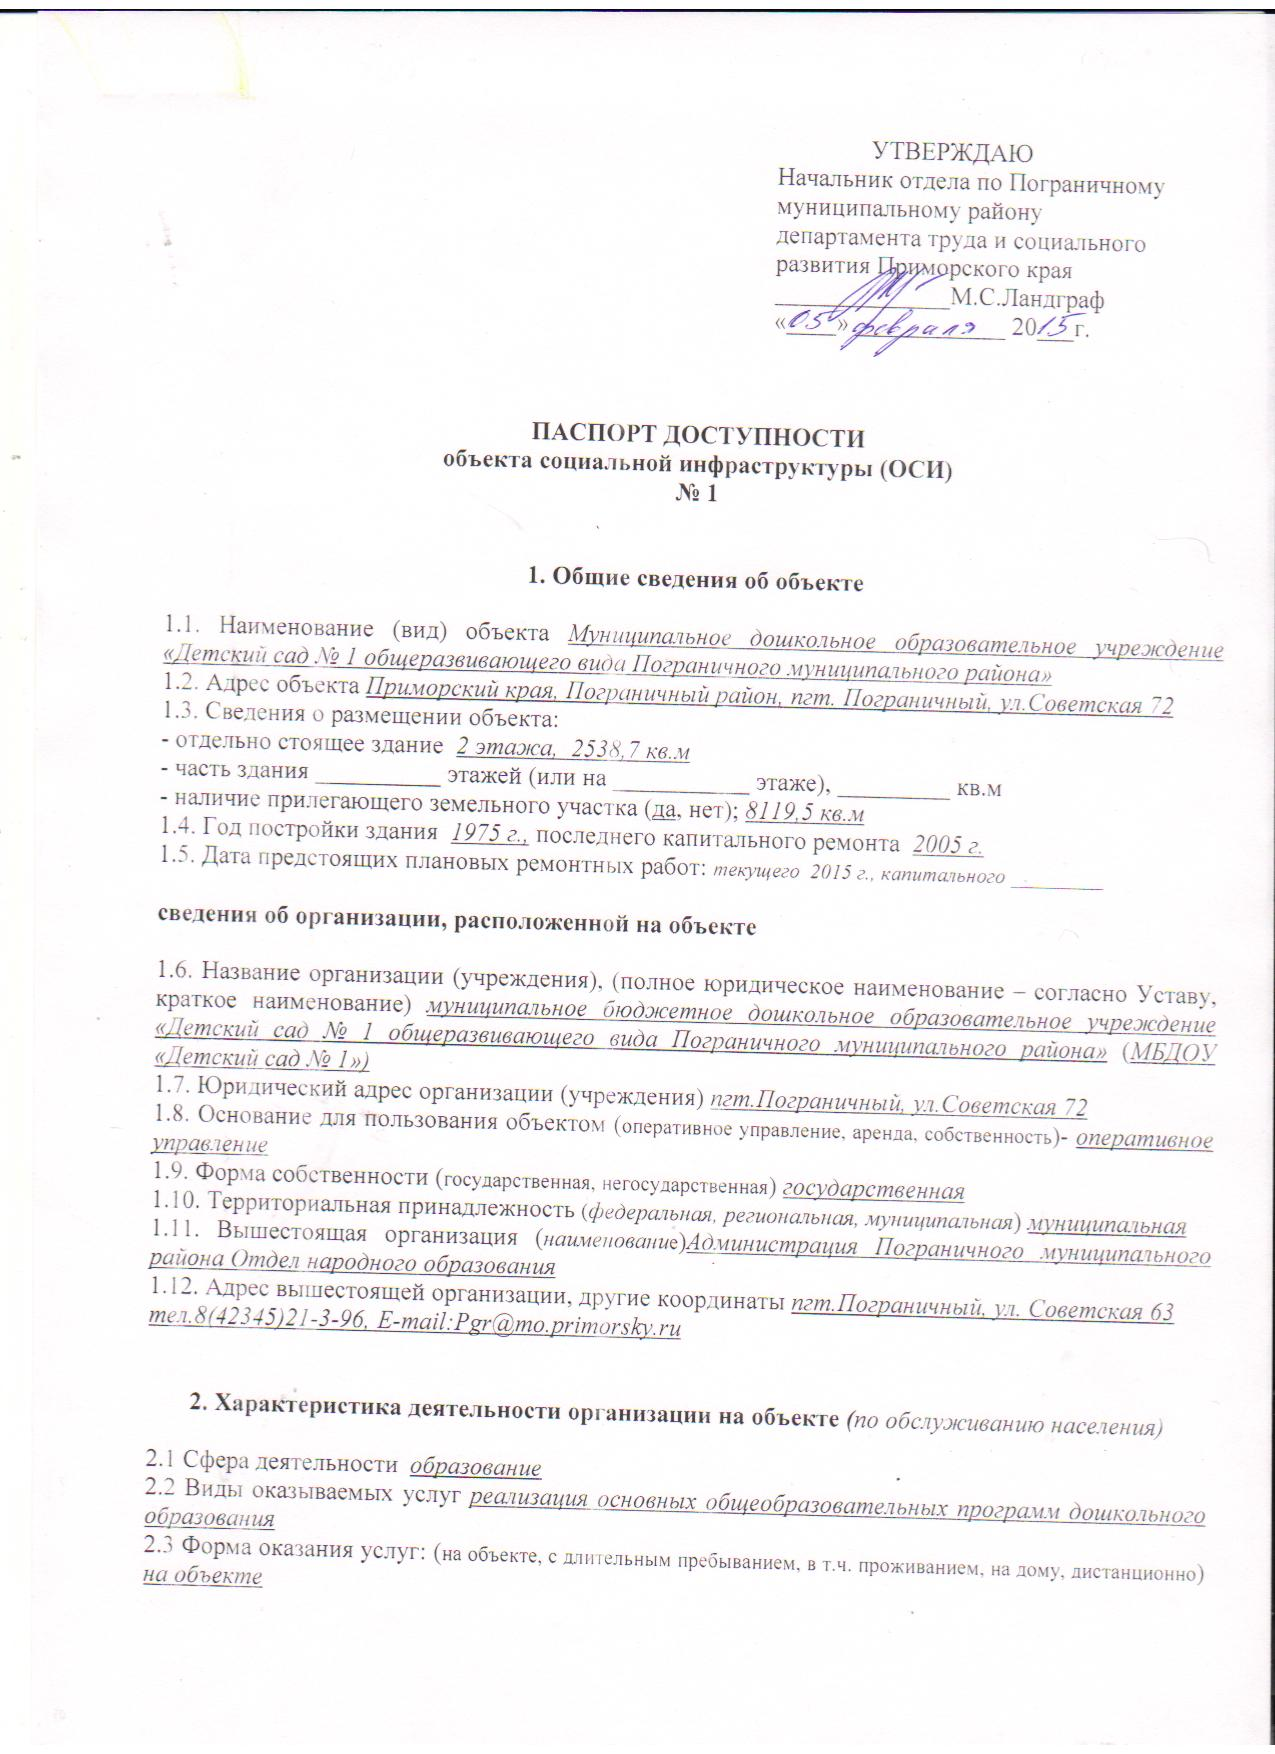 УТВЕРЖДАЮ
Начальник отдела по Пограничному
муниципальному району
департамента труда и социального
развития Приморского края
______________М.С.Ландграф
«05» февраля 2015 г.
ПАСПОРТ ДОСТУПНОСТИ
объекта социальной инфраструктуры (ОСИ)
№ 1
1. Общие сведения об объекте
1.1. Наименование (вид) объекта Муниципальное дошкольное образовательное учреждение
«Детский сад № 1 общеразвивающего вида Пограничного муниципального района»
1.2. Адрес объекта Приморский края, Пограничный район, пгт. Пограничный, ул.Советская 72
1.3. Сведения о размещении объекта:
- отдельно стоящее здание 2 этажа, 2538,7 кв.м
- часть здания __________ этажей (или на ___________ этаже), _________ кв.м
- наличие прилегающего земельного участка (да, нет); 8119,5 кв.м
1.4. Год постройки здания 1975 г., последнего капитального ремонта 2005 г.
1.5. Дата предстоящих плановых ремонтных работ: текущего 2015 г., капитального _________
сведения об организации, расположенной на объекте
1.6. Название организации (учреждения), (полное юридическое наименование – согласно Уставу,
краткое наименование) муниципальное бюджетное дошкольное образовательное учреждение
«Детский сад № 1 общеразвивающего вида Пограничного муниципального района» (МБДОУ
«Детский сад № 1»)
1.7. Юридический адрес организации (учреждения) пгт.Пограничный, ул.Советская 72
1.8. Основание для пользования объектом (оперативное управление, аренда, собственность)- оперативное
управление
1.9. Форма собственности (государственная, негосударственная) государственная
1.10. Территориальная принадлежность (федеральная, региональная, муниципальная) муниципальная
1.11. Вышестоящая организация (наименование)Администрация Пограничного муниципального
района Отдел народного образования
1.12. Адрес вышестоящей организации, другие координаты пгт.Пограничный, ул. Советская 63
тел.8(42345)21-3-96, E-mail:Pgr@mo.primorsky.ru
2. Характеристика деятельности организации на объекте (по обслуживанию населения)
2.1 Сфера деятельности образование
2.2 Виды оказываемых услуг реализация основных общеобразовательных программ дошкольного
образования
2.3 Форма оказания услуг: (на объекте, с длительным пребыванием, в т.ч. проживанием, на дому, дистанционно)
на объекте